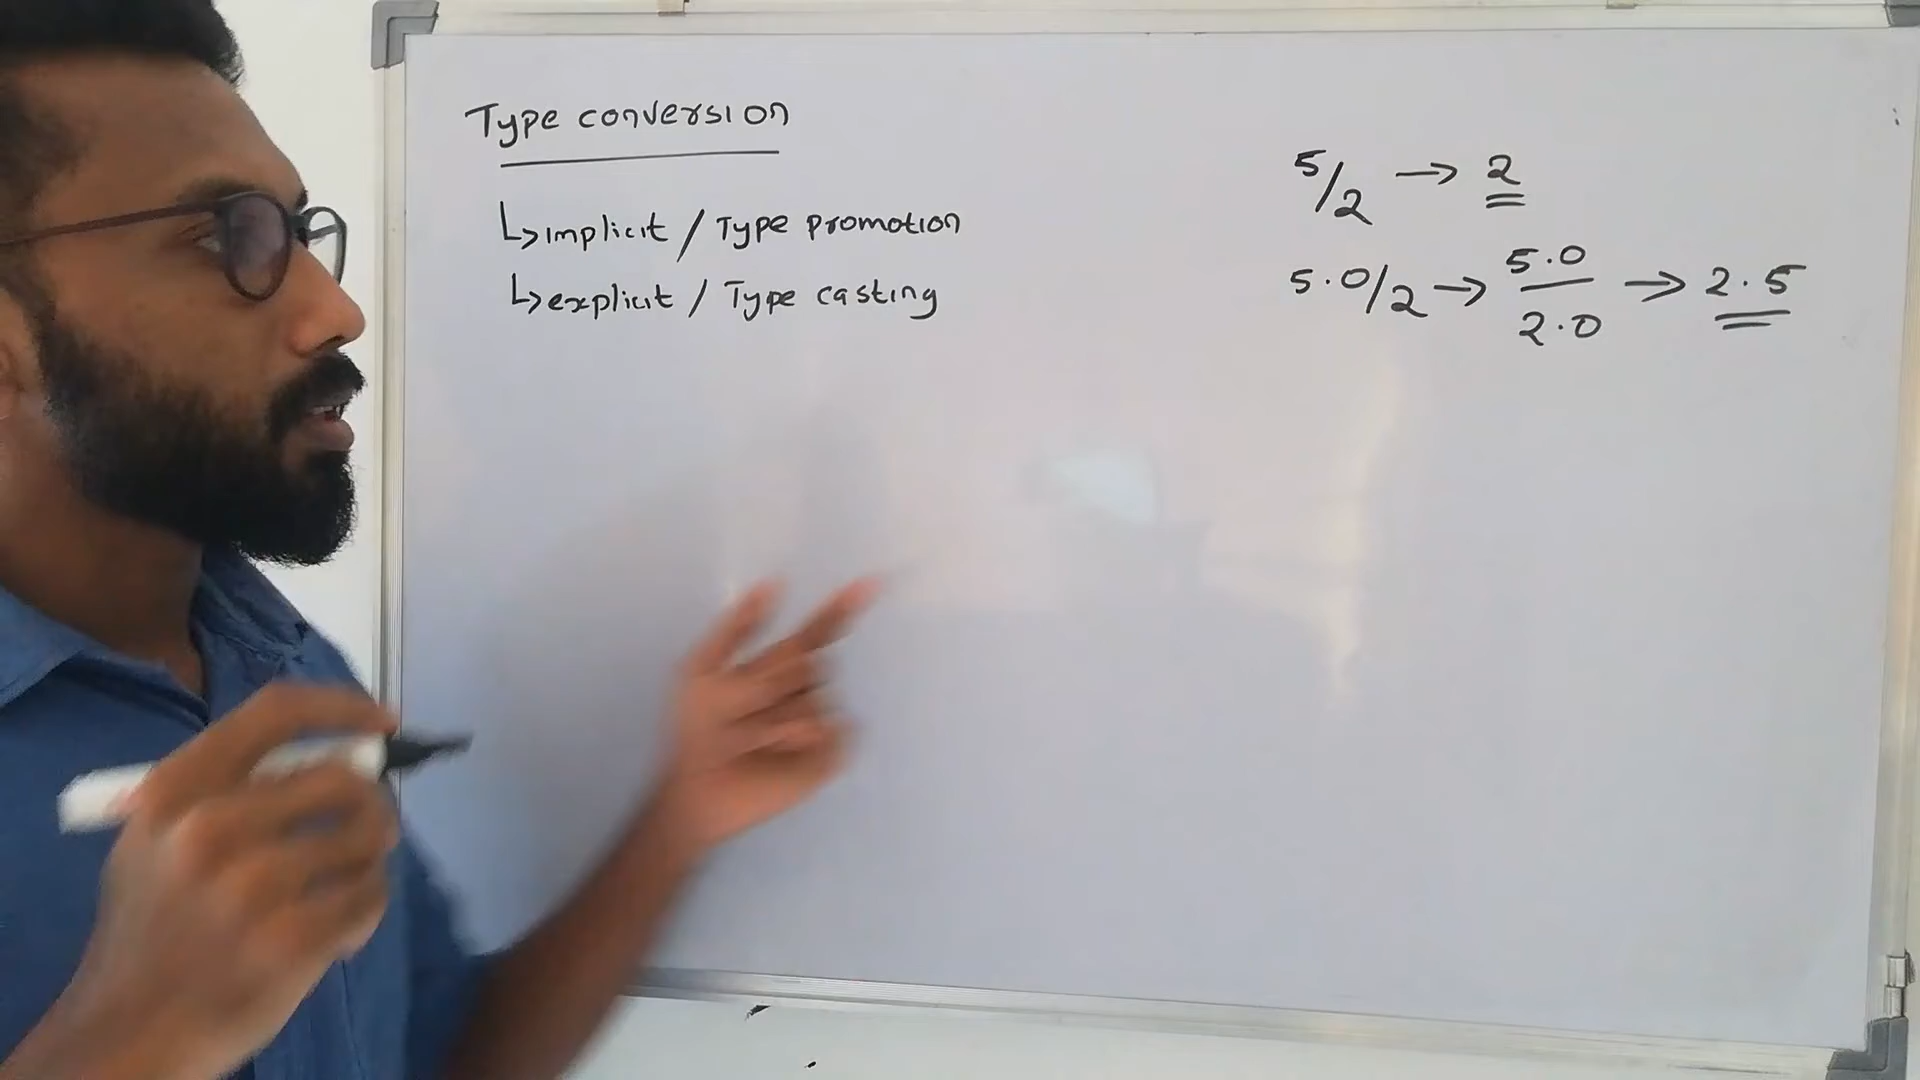 Type conversion
↳ implicit / Type promotion
↳ explicit / Type casting
5/2 → 2
5.0/2 → 5.0/2.0 → 2.5